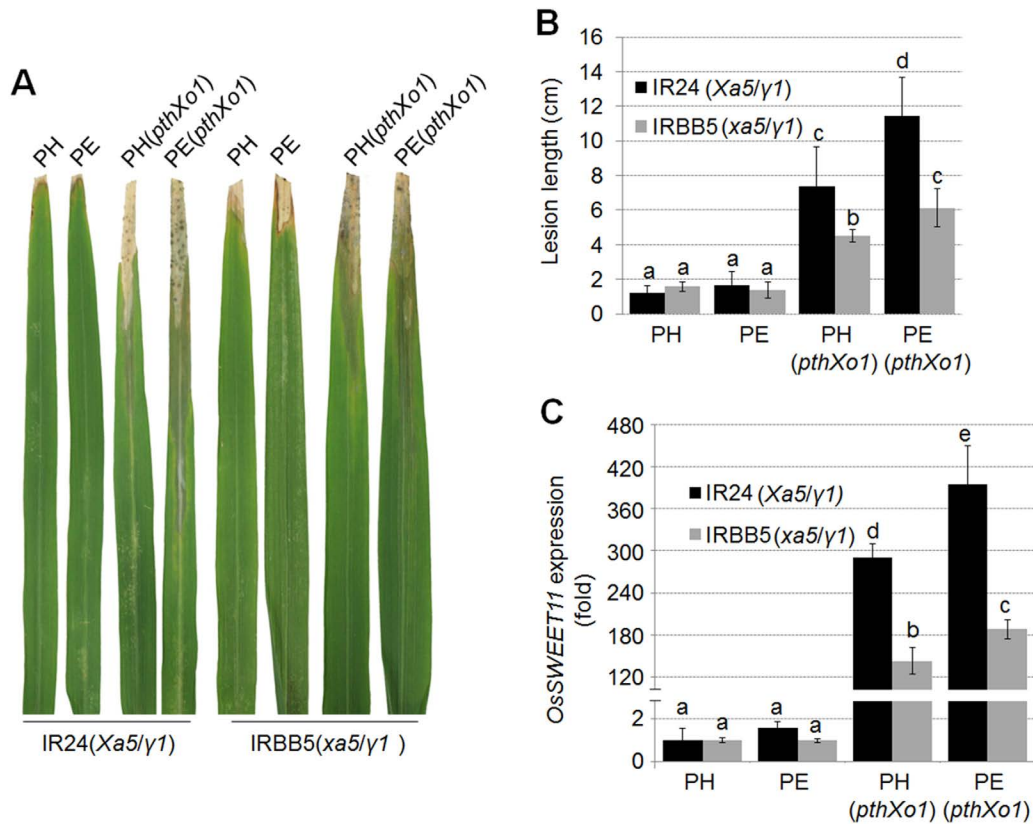 A
PH
PE
PH(pthXo1)
PE(pthXo1)
PH
PE
PH(pthXo1)
PE(pthXo1)
IR24(Xa5/γ1)
IRBB5(xa5/γ1 )
B
Lesion length (cm)
16
14
12
10
8
6
4
2
0
IR24 (Xa5/γ1)
IRBB5 (xa5/γ1)
a
a
a
a
c
b
d
c
PH
PE
PH
(pthXo1)
PE
(pthXo1)
C
OsSWEET11 expression
(fold)
480
420
360
300
240
180
120
2
0
IR24 (Xa5/γ1)
IRBB5 (xa5/γ1)
a
a
a
a
d
b
e
c
PH
PE
PH
(pthXo1)
PE
(pthXo1)